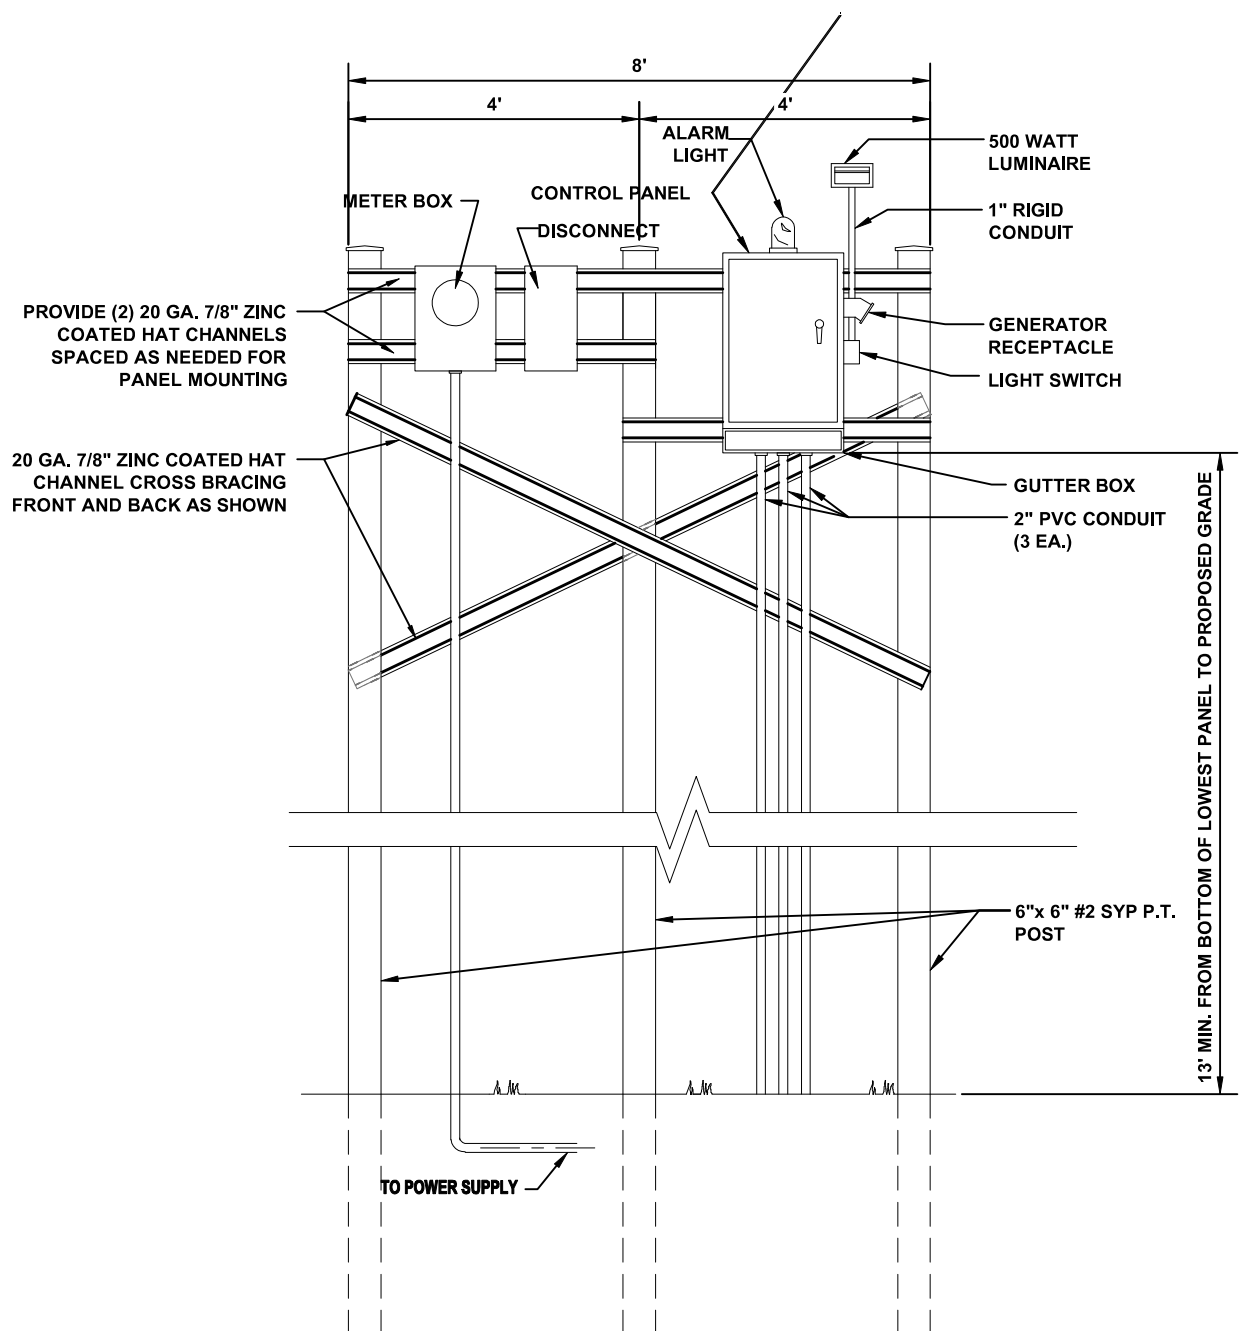 8'
4'
4'
ALARM
LIGHT
500 WATT
LUMINAIRE
METER BOX
CONTROL PANEL
DISCONNECT
1" RIGID
CONDUIT
PROVIDE (2) 20 GA. 7/8" ZINC
COATED HAT CHANNELS
SPACED AS NEEDED FOR
PANEL MOUNTING
GENERATOR
RECEPTACLE
LIGHT SWITCH
20 GA. 7/8" ZINC COATED HAT
CHANNEL CROSS BRACING
FRONT AND BACK AS SHOWN
GUTTER BOX
2" PVC CONDUIT
(3 EA.)
13' MIN. FROM BOTTOM OF LOWEST PANEL TO PROPOSED GRADE
6"x 6" #2 SYP P.T.
POST
TO POWER SUPPLY